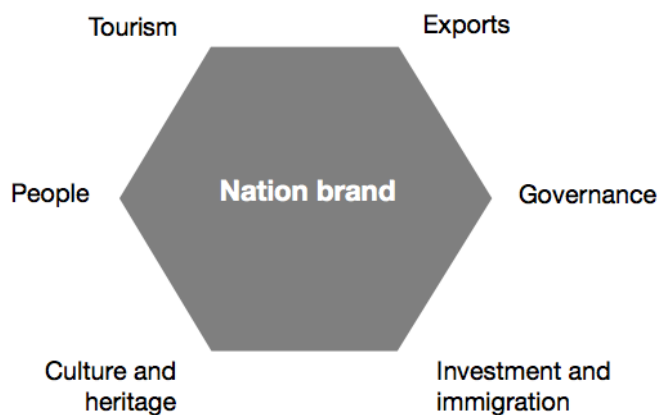 Tourism
Exports
People
Nation brand
Governance
Culture and
heritage
Investment and
immigration